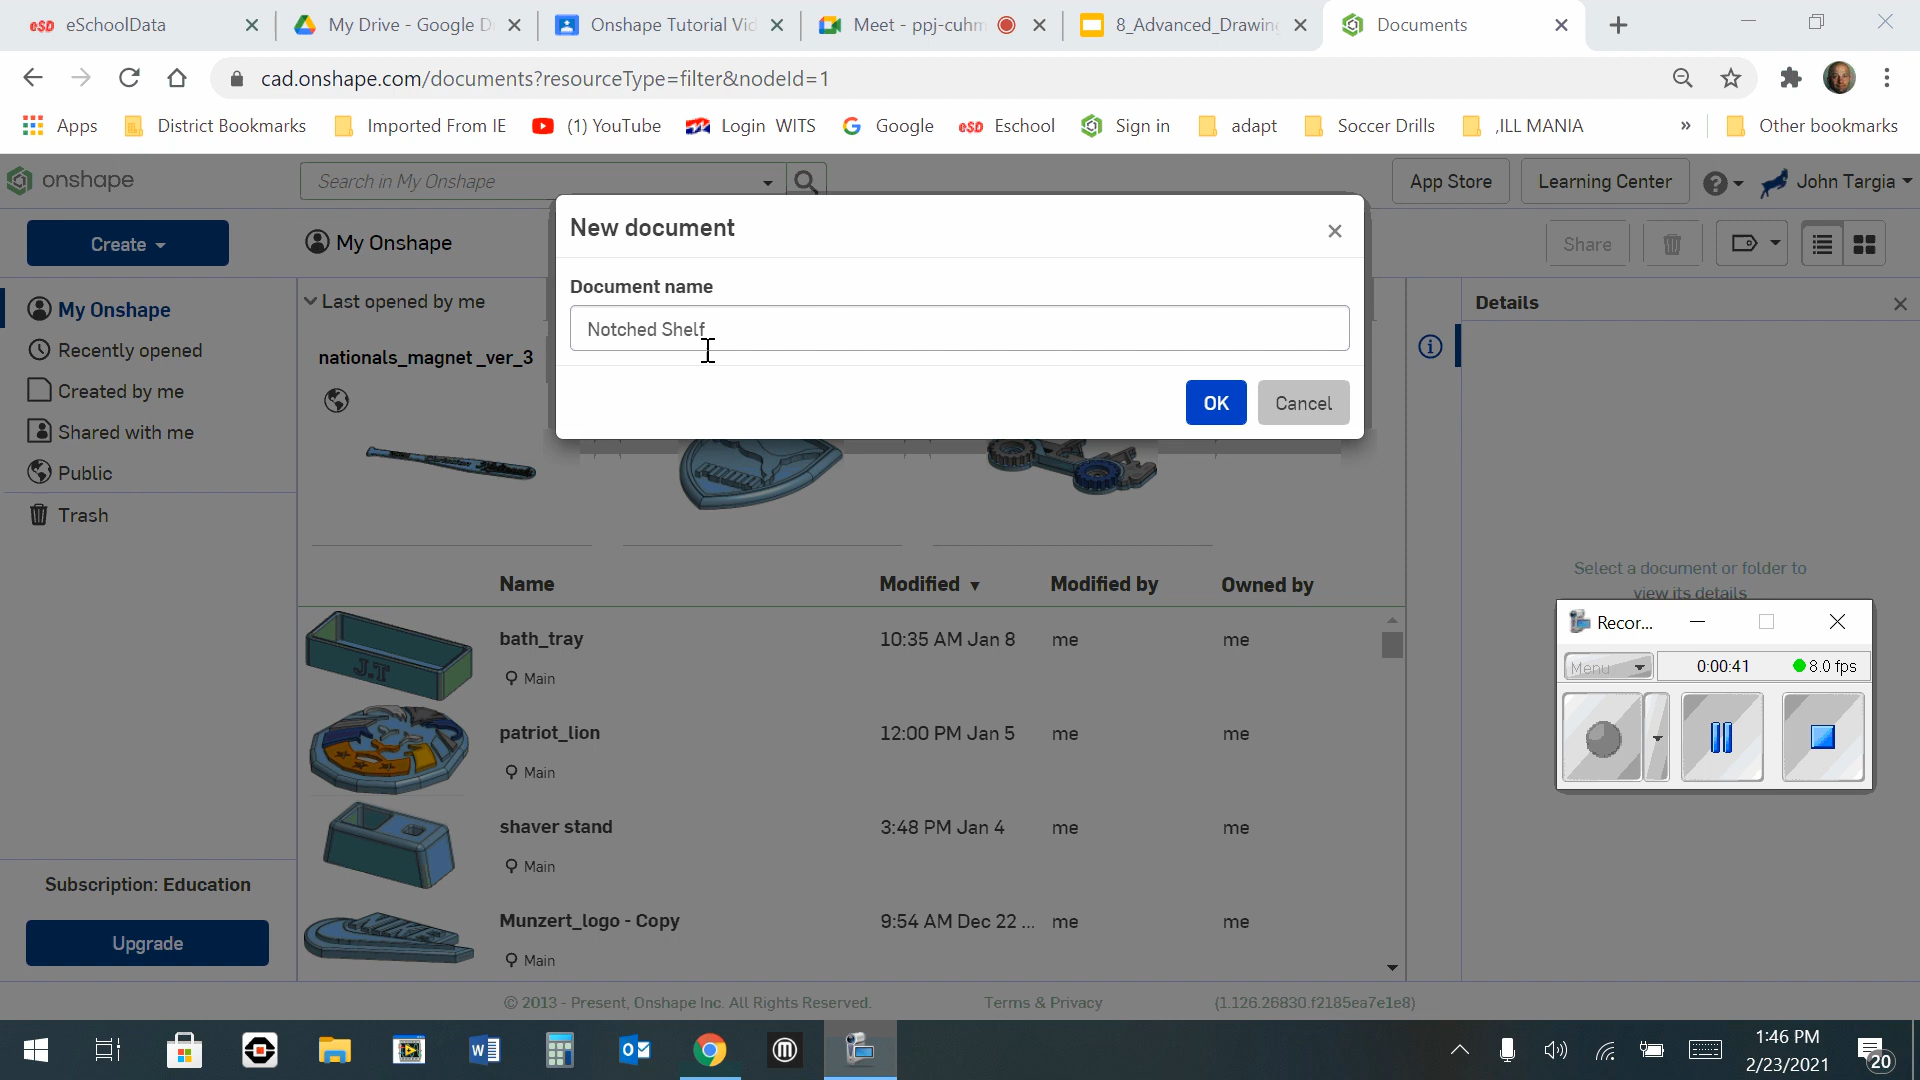 eSchoolData
My Drive - Google D
Onshape Tutorial Vid
Meet - ppj-cuhm
8_Advanced_Drawing
Documents
cad.onshape.com/documents?resourceType=filter&nodeId=1
Apps
District Bookmarks
Imported From IE
(1) YouTube
Login WITS
Google
Eschool
Sign in
adapt
Soccer Drills
,ILL MANIA
»
Other bookmarks
onshape
Search in My Onshape
App Store
Learning Center
John Targia
Create
My Onshape
New document
Share
Document name
Notched Shelf
OK
Cancel
My Onshape
Recently opened
Created by me
Shared with me
Public
Trash
Last opened by me
nationals_magnet_ver_3
Details
Select a document or folder to
view its details
Name
Modified
Modified by
Owned by
bath_tray
10:35 AM Jan 8
me
me
Main
J.T
patriot_lion
12:00 PM Jan 5
me
me
Main
shaver stand
3:48 PM Jan 4
me
me
Main
Munzert_logo - Copy
9:54 AM Dec 22 ...
me
me
Main
Recor...
Menu
0:00:41
8.0 fps
Subscription: Education
Upgrade
© 2013 - Present, Onshape Inc. All Rights Reserved.
Terms & Privacy
(1.126.26830.f2185ea7e1e8)
1:46 PM
2/23/2021
20